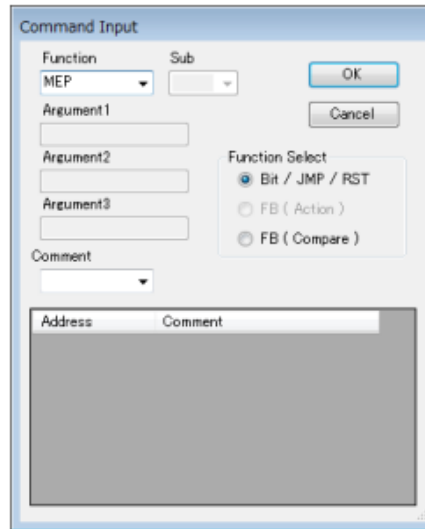 Command Input
Function Sub
MEP
OK
Argument1
Cancel
Argument2
Function Select
Bit / JMP / RST
Argument3
FB ( Action )
FB ( Compare )
Comment
Address Comment